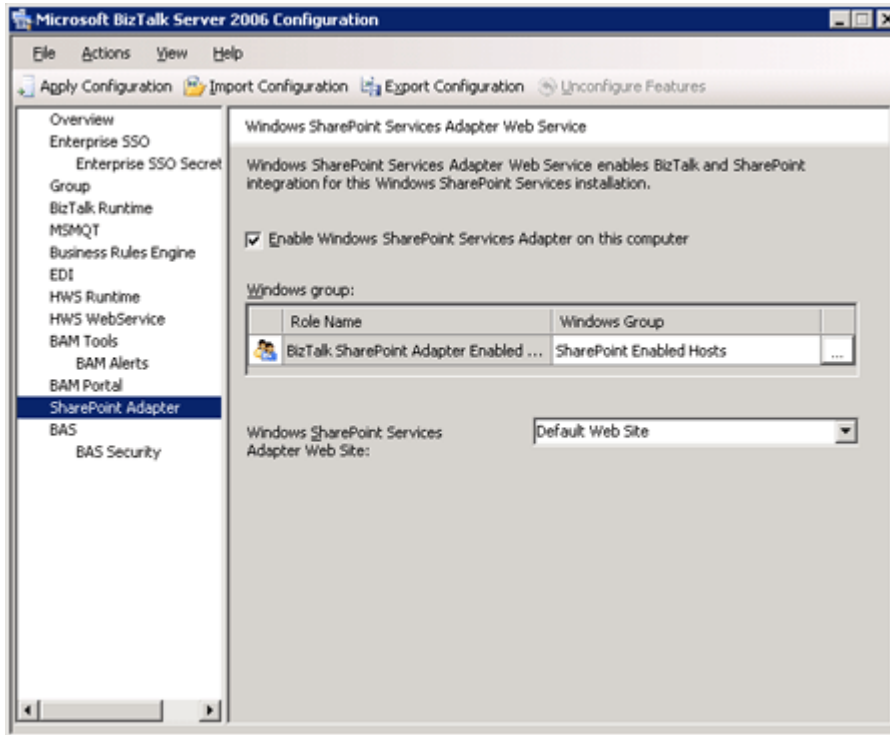 Microsoft BizTalk Server 2006 Configuration
File Actions View Help
Apply Configuration Import Configuration Export Configuration Unconfigure Features
Overview
Enterprise SSO
Enterprise SSO Secret
Group
BizTalk Runtime
MSMQT
Business Rules Engine
EDI
HWS Runtime
HWS WebService
BAM Tools
BAM Alerts
BAM Portal
SharePoint Adapter
BAS
BAS Security
Windows SharePoint Services Adapter Web Service
Windows SharePoint Services Adapter Web Service enables BizTalk and SharePoint
integration for this Windows SharePoint Services installation.
Enable Windows SharePoint Services Adapter on this computer
Windows group:
Role Name Windows Group
BizTalk SharePoint Adapter Enabled ... SharePoint Enabled Hosts ...
Windows SharePoint Services Default Web Site
Adapter Web Site: